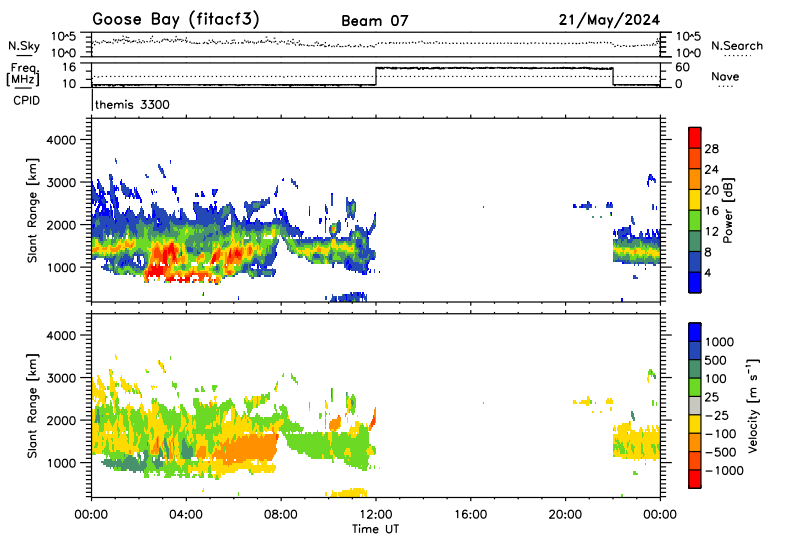 Goose Bay (fitacf3) Beam 07 21/May/2024
N.Sky 10^5 10^0 10^5 10^0 N.Search
Freq. [MHz] 16 10 60 0 Nave
CPID themis 3300
Slant Range [km]
4000
3000
2000
1000
Power [dB]
28
24
20
16
12
8
4
Slant Range [km]
4000
3000
2000
1000
Velocity [m s⁻¹]
1000
500
100
25
-25
-100
-500
-1000
00:00 04:00 08:00 12:00 16:00 20:00 00:00
Time UT